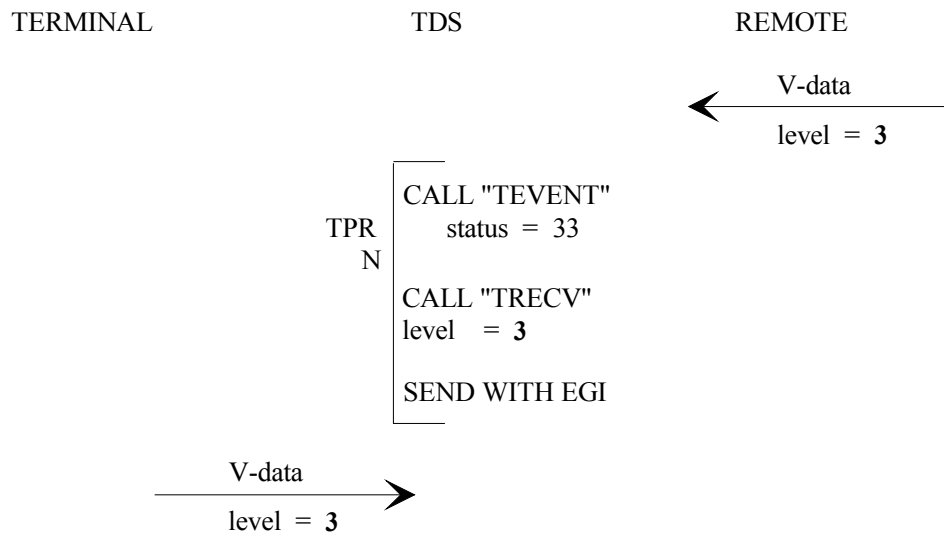 TERMINAL TDS REMOTE
V-data
level = 3
CALL "TEVENT"
TPR status = 33
N
CALL "TRECV"
level = 3
SEND WITH EGI
V-data
level = 3